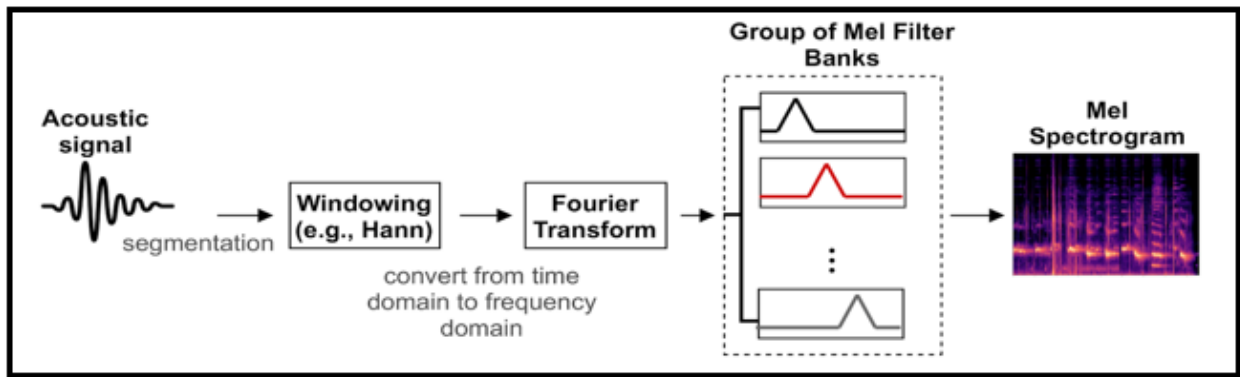 Acoustic
signal
segmentation
Windowing
(e.g., Hann)
convert from time
domain to frequency
domain
Fourier
Transform
Group of Mel Filter
Banks
Mel
Spectrogram